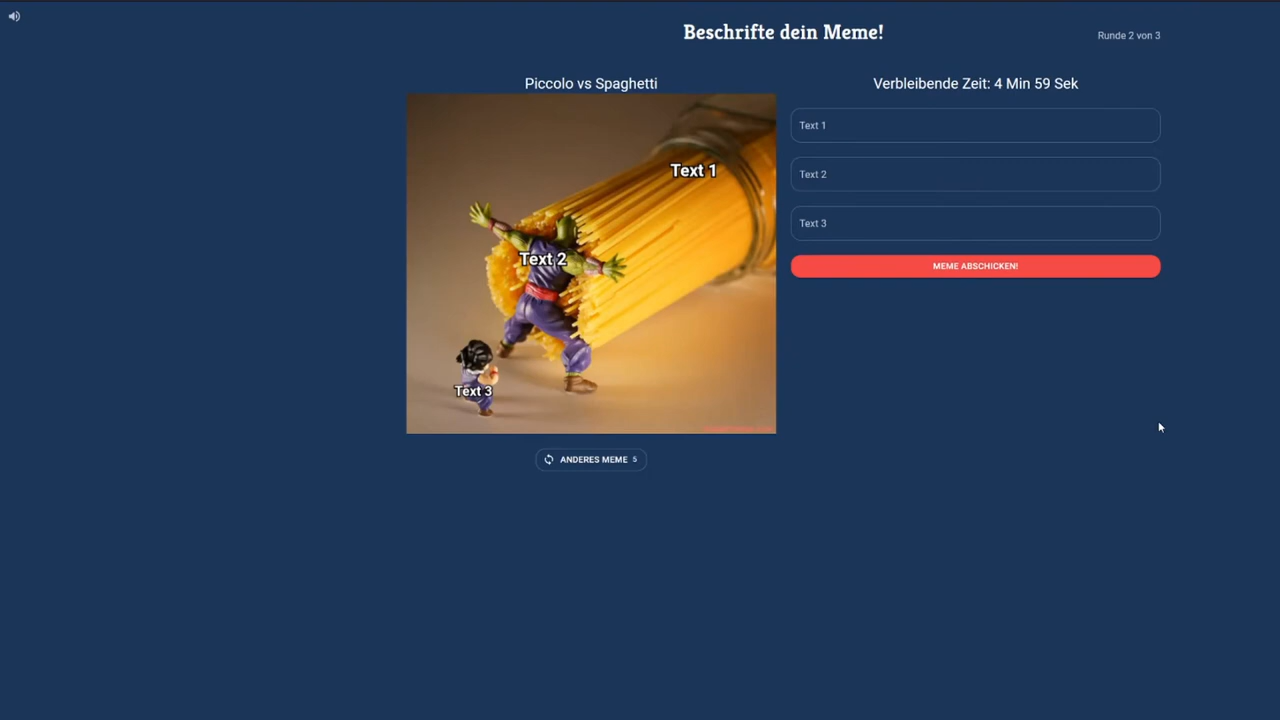 Beschrifte dein Meme!
Runde 2 von 3
Piccolo vs Spaghetti
Text 1
Text 2
Text 3
ANDERES MEME 5
Verbleibende Zeit: 4 Min 59 Sek
Text 1
Text 2
Text 3
MEME ABSCHICKEN!